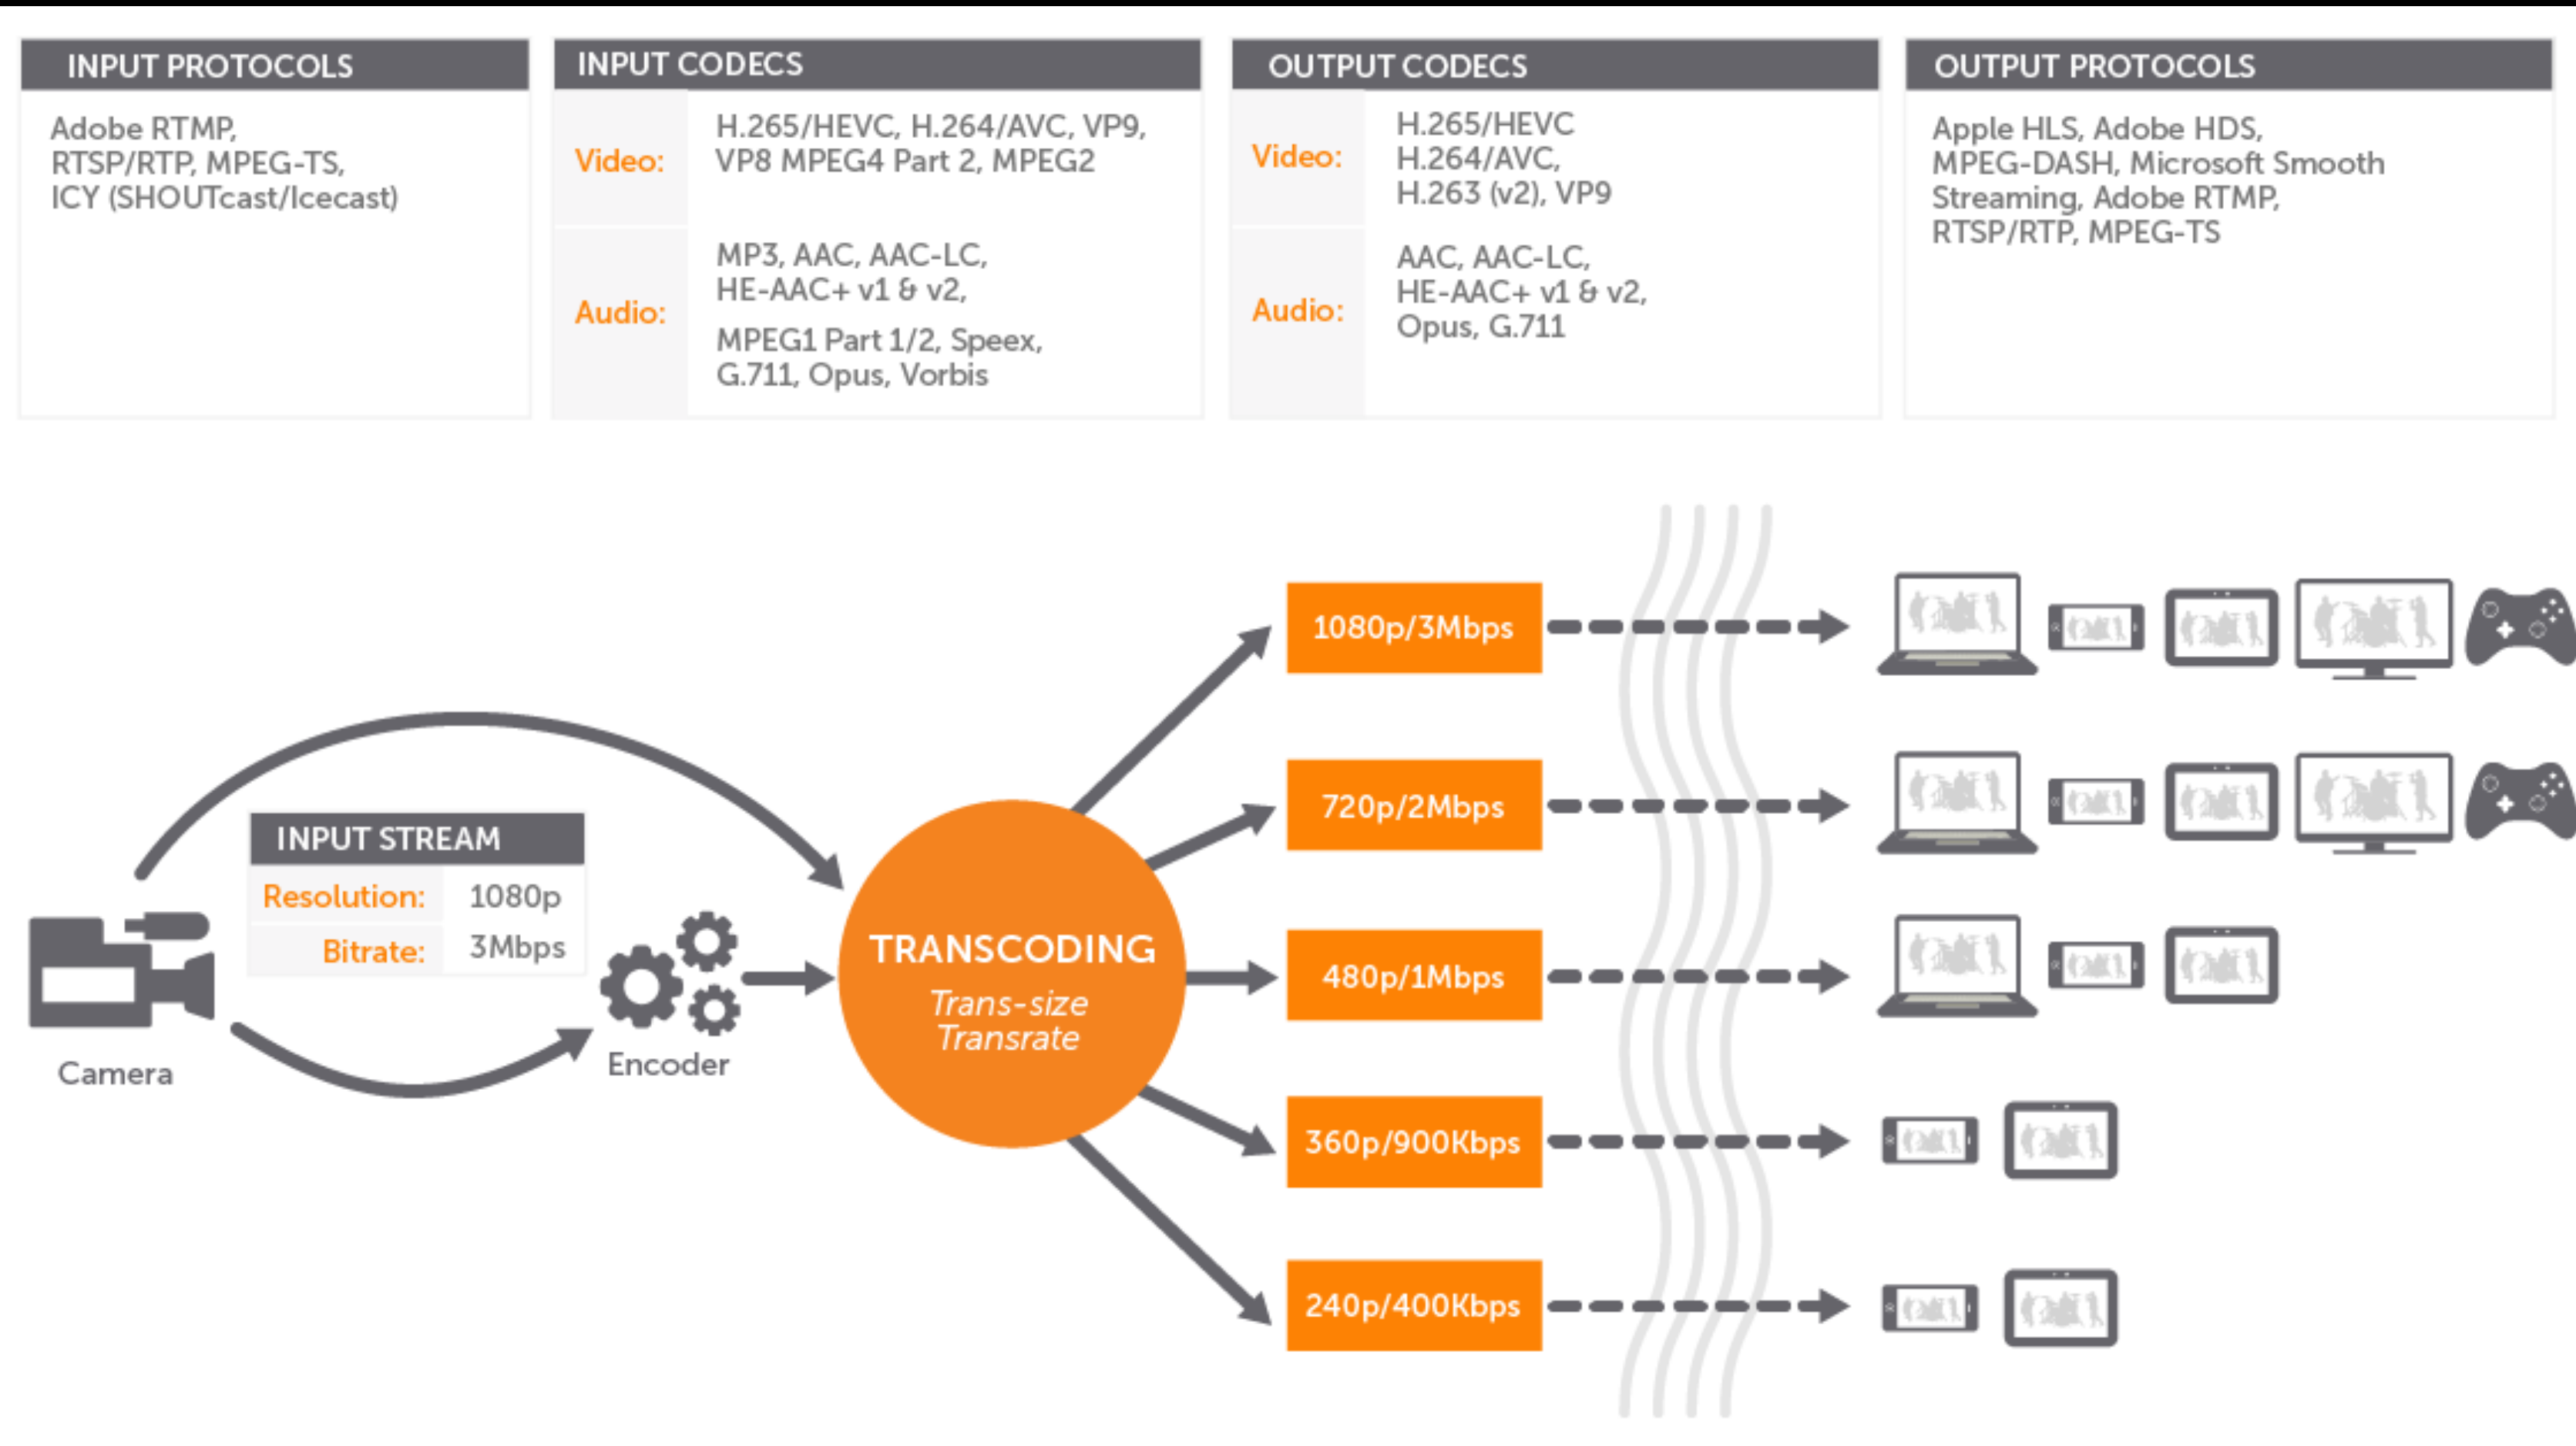 INPUT PROTOCOLS
Adobe RTMP,
RTSP/RTP, MPEG-TS,
ICY (SHOUTcast/Icecast)
INPUT CODECS
Video:
H.265/HEVC, H.264/AVC, VP9,
VP8 MPEG4 Part 2, MPEG2
Audio:
MP3, AAC, AAC-LC,
HE-AAC+ v1 & v2,
MPEG1 Part 1/2, Speex,
G.711, Opus, Vorbis
OUTPUT CODECS
Video:
H.265/HEVC
H.264/AVC,
H.263 (v2), VP9
Audio:
AAC, AAC-LC,
HE-AAC+ v1 & v2,
Opus, G.711
OUTPUT PROTOCOLS
Apple HLS, Adobe HDS,
MPEG-DASH, Microsoft Smooth
Streaming, Adobe RTMP,
RTSP/RTP, MPEG-TS
INPUT STREAM
Resolution: 1080p
Bitrate: 3Mbps
Camera
Encoder
TRANSCODING
Trans-size
Transrate
1080p/3Mbps
720p/2Mbps
480p/1Mbps
360p/900Kbps
240p/400Kbps